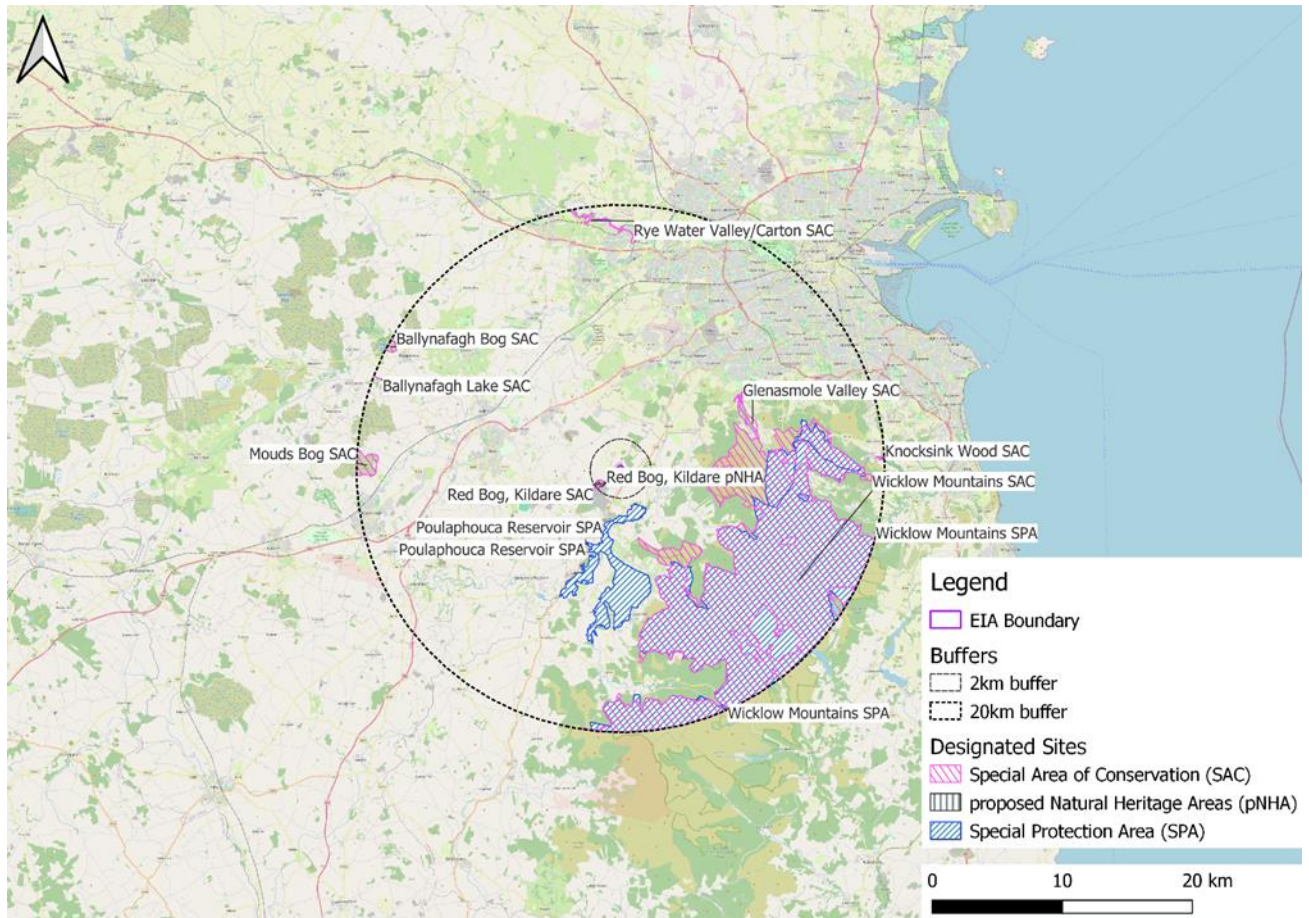 Rye Water Valley/Carton SAC
Ballynafagh Bog SAC
Ballynafagh Lake SAC
Glenasmole Valley SAC
Mouds Bog SAC
Knocksink Wood SAC
Red Bog, Kildare pNHA
Wicklow Mountains SAC
Red Bog, Kildare SAC
Poulaphouca Reservoir SPA
Wicklow Mountains SPA
Poulaphouca Reservoir SPA
Wicklow Mountains SPA
Legend
EIA Boundary
Buffers
2km buffer
20km buffer
Designated Sites
Special Area of Conservation (SAC)
proposed Natural Heritage Areas (pNHA)
Special Protection Area (SPA)
0 10 20 km